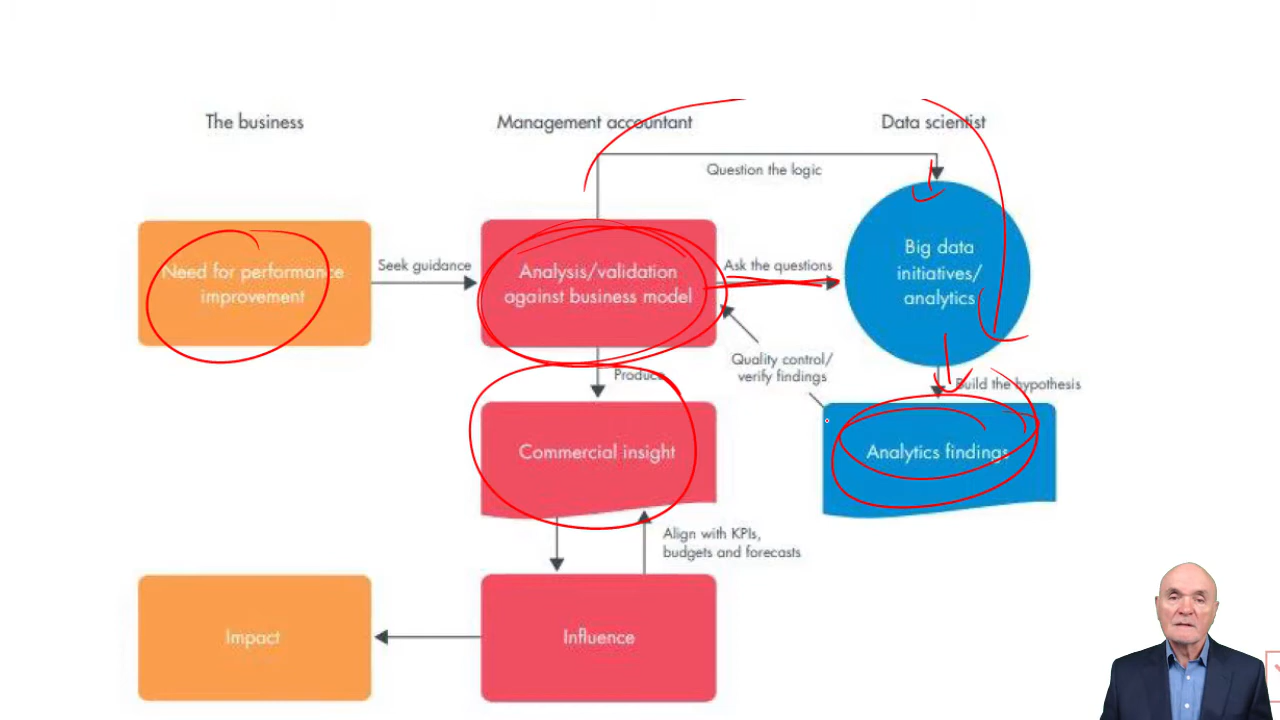 The business
Management accountant
Data scientist
Question the logic
Need for performance
improvement
Seek guidance
Analysis/validation
against business model
Ask the questions
Big data
initiatives/
analytics
Quality control/
verify findings
Produce
Build the hypothesis
Commercial insight
Analytics findings
Align with KPIs,
budgets and forecasts
Impact
Influence